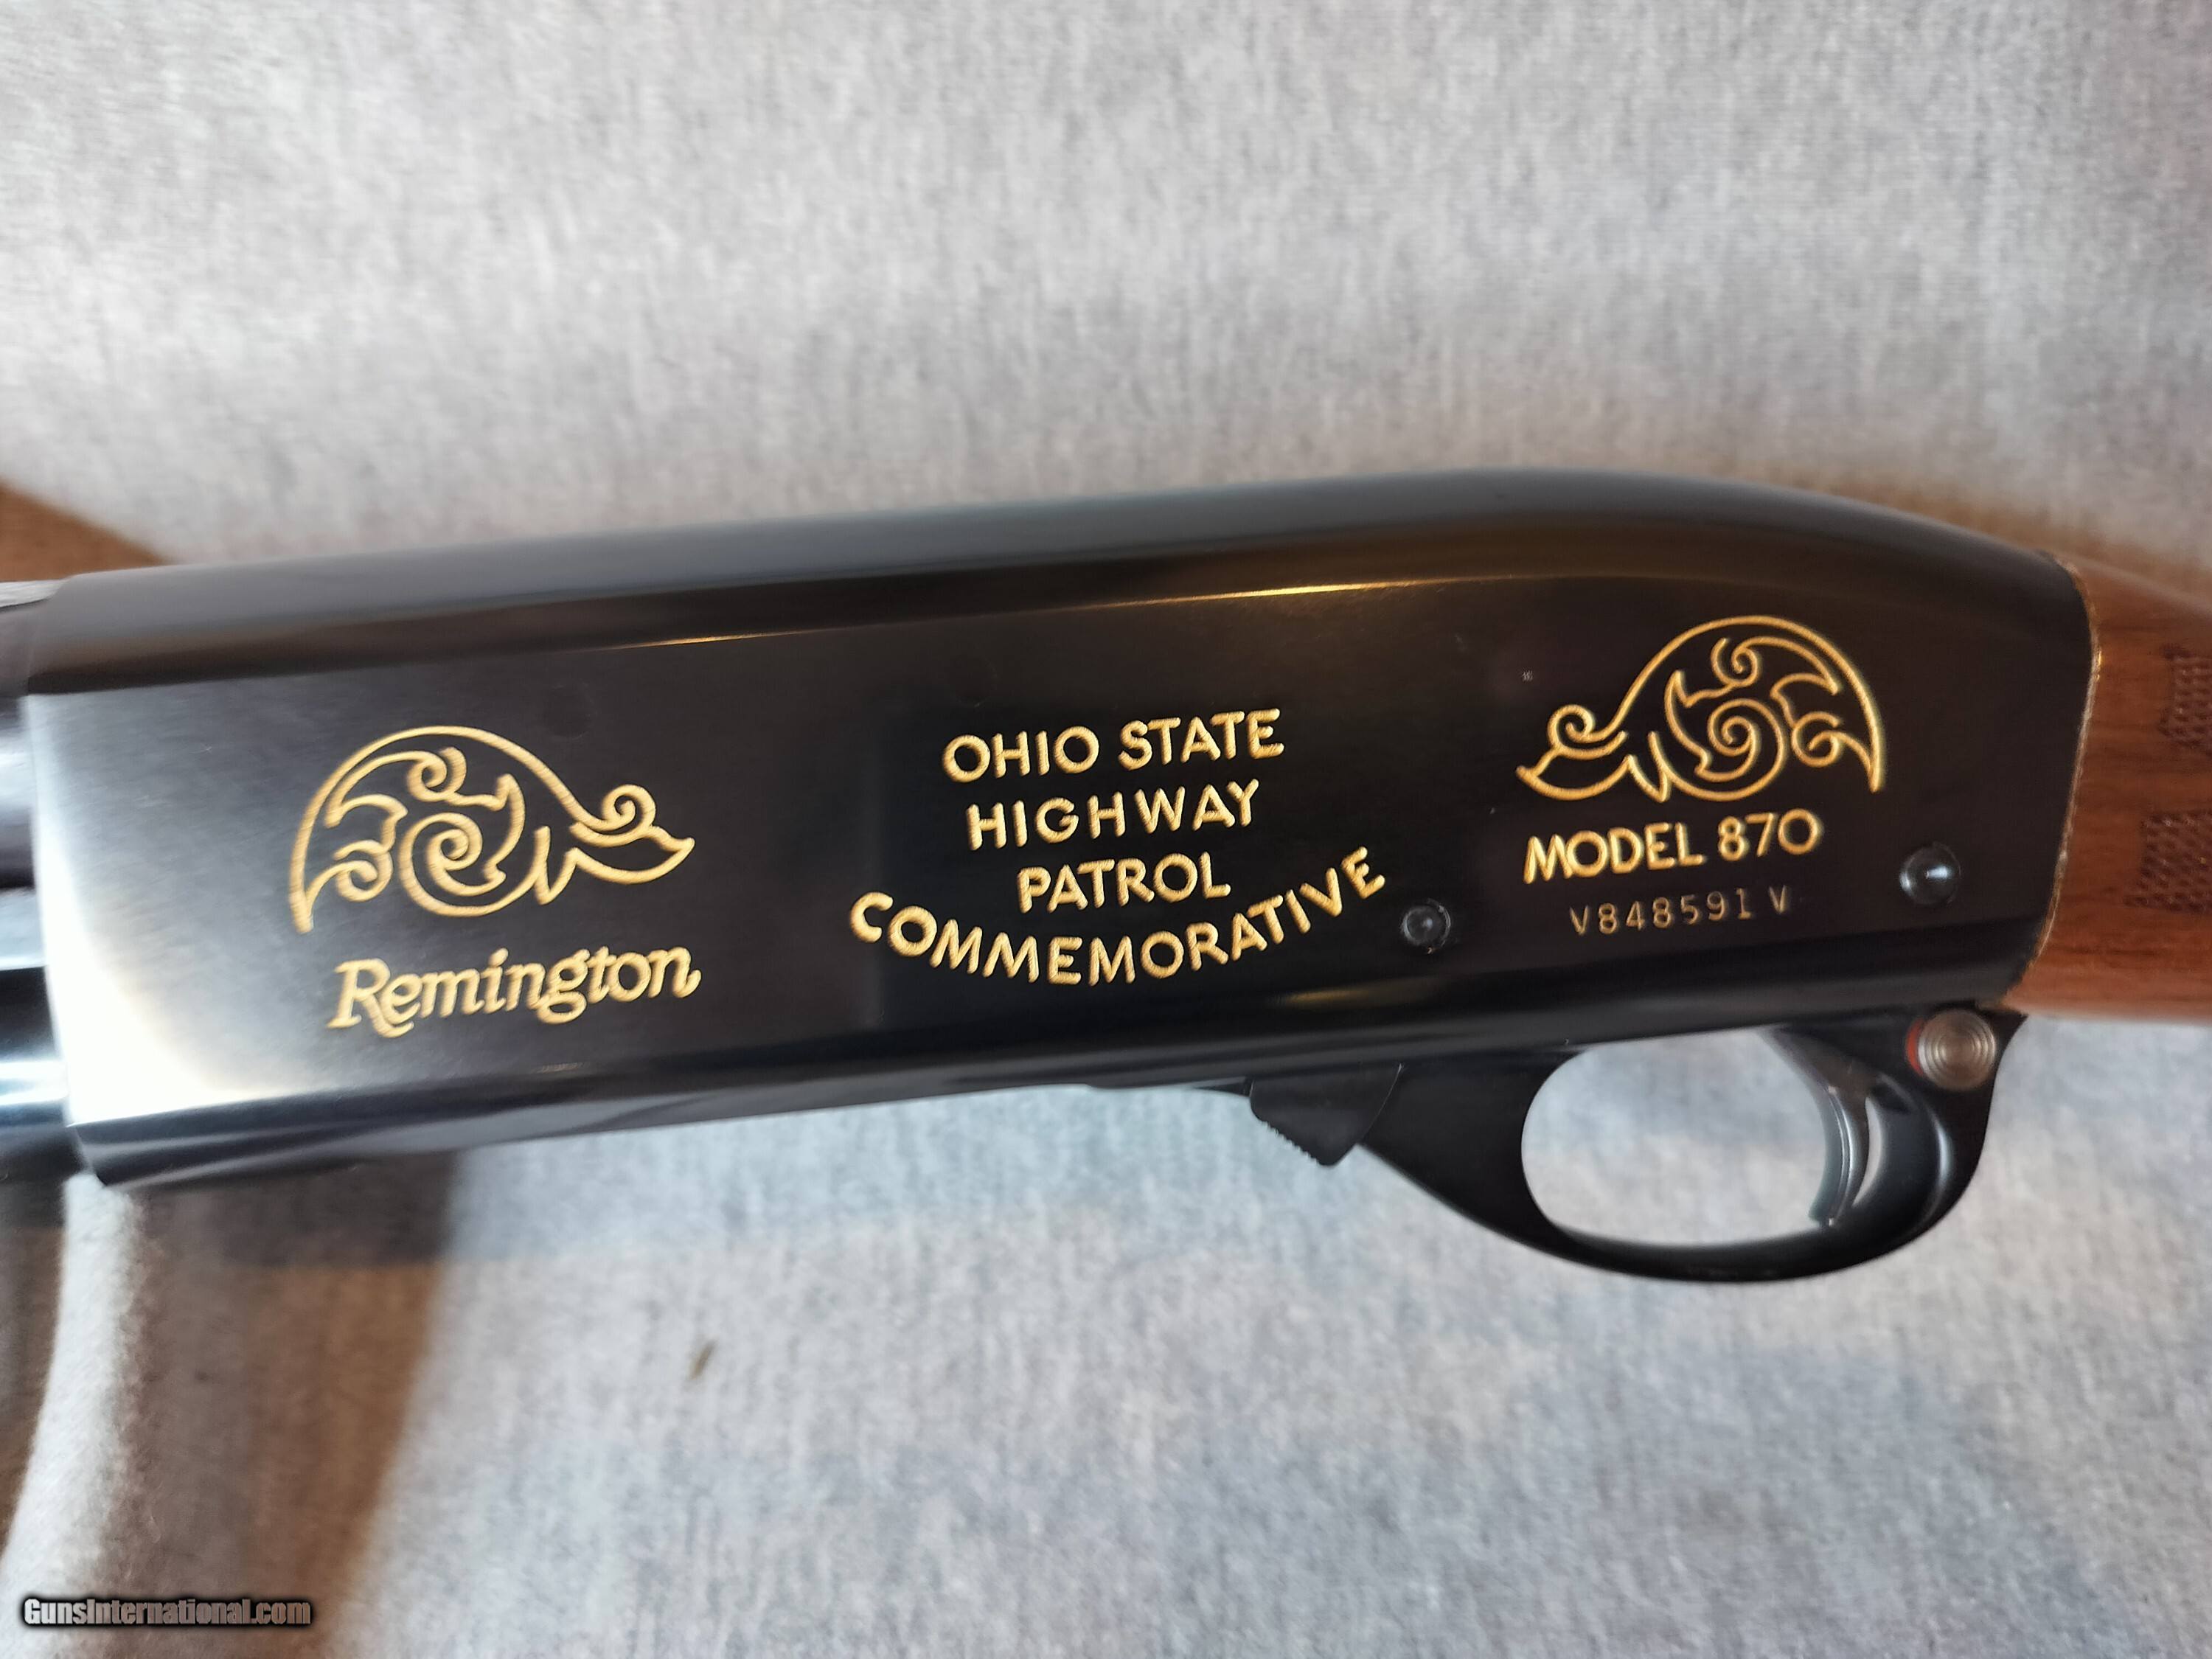 Remington
OHIO STATE
HIGHWAY
PATROL
COMMEMORATIVE
MODEL 870
V848591V
GunsInternational.com